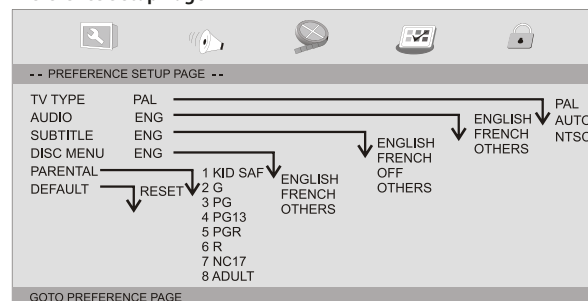 -- PREFERENCE SETUP PAGE --
TV TYPE PAL
AUDIO ENG
SUBTITLE ENG
DISC MENU ENG
PARENTAL
DEFAULT
RESET
1 KID SAF
2 G
3 PG
4 PG13
5 PGR
6 R
7 NC17
8 ADULT
ENGLISH
FRENCH
OTHERS
ENGLISH
FRENCH
OFF
OTHERS
ENGLISH
FRENCH
OTHERS
PAL
AUTO
NTSC
GOTO PREFERENCE PAGE